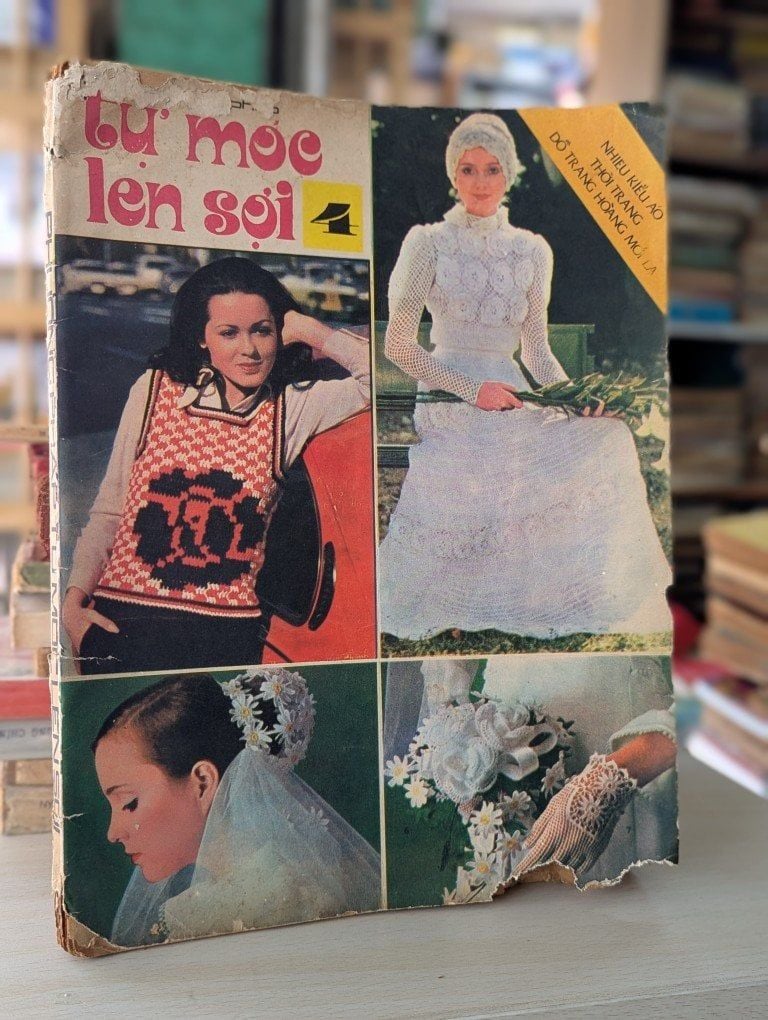 tự móc
len sợi
4
NHIỀU KIỂU ÁO
THỜI TRANG
ĐỒ TRANG HOÀNG MỚI LẠ